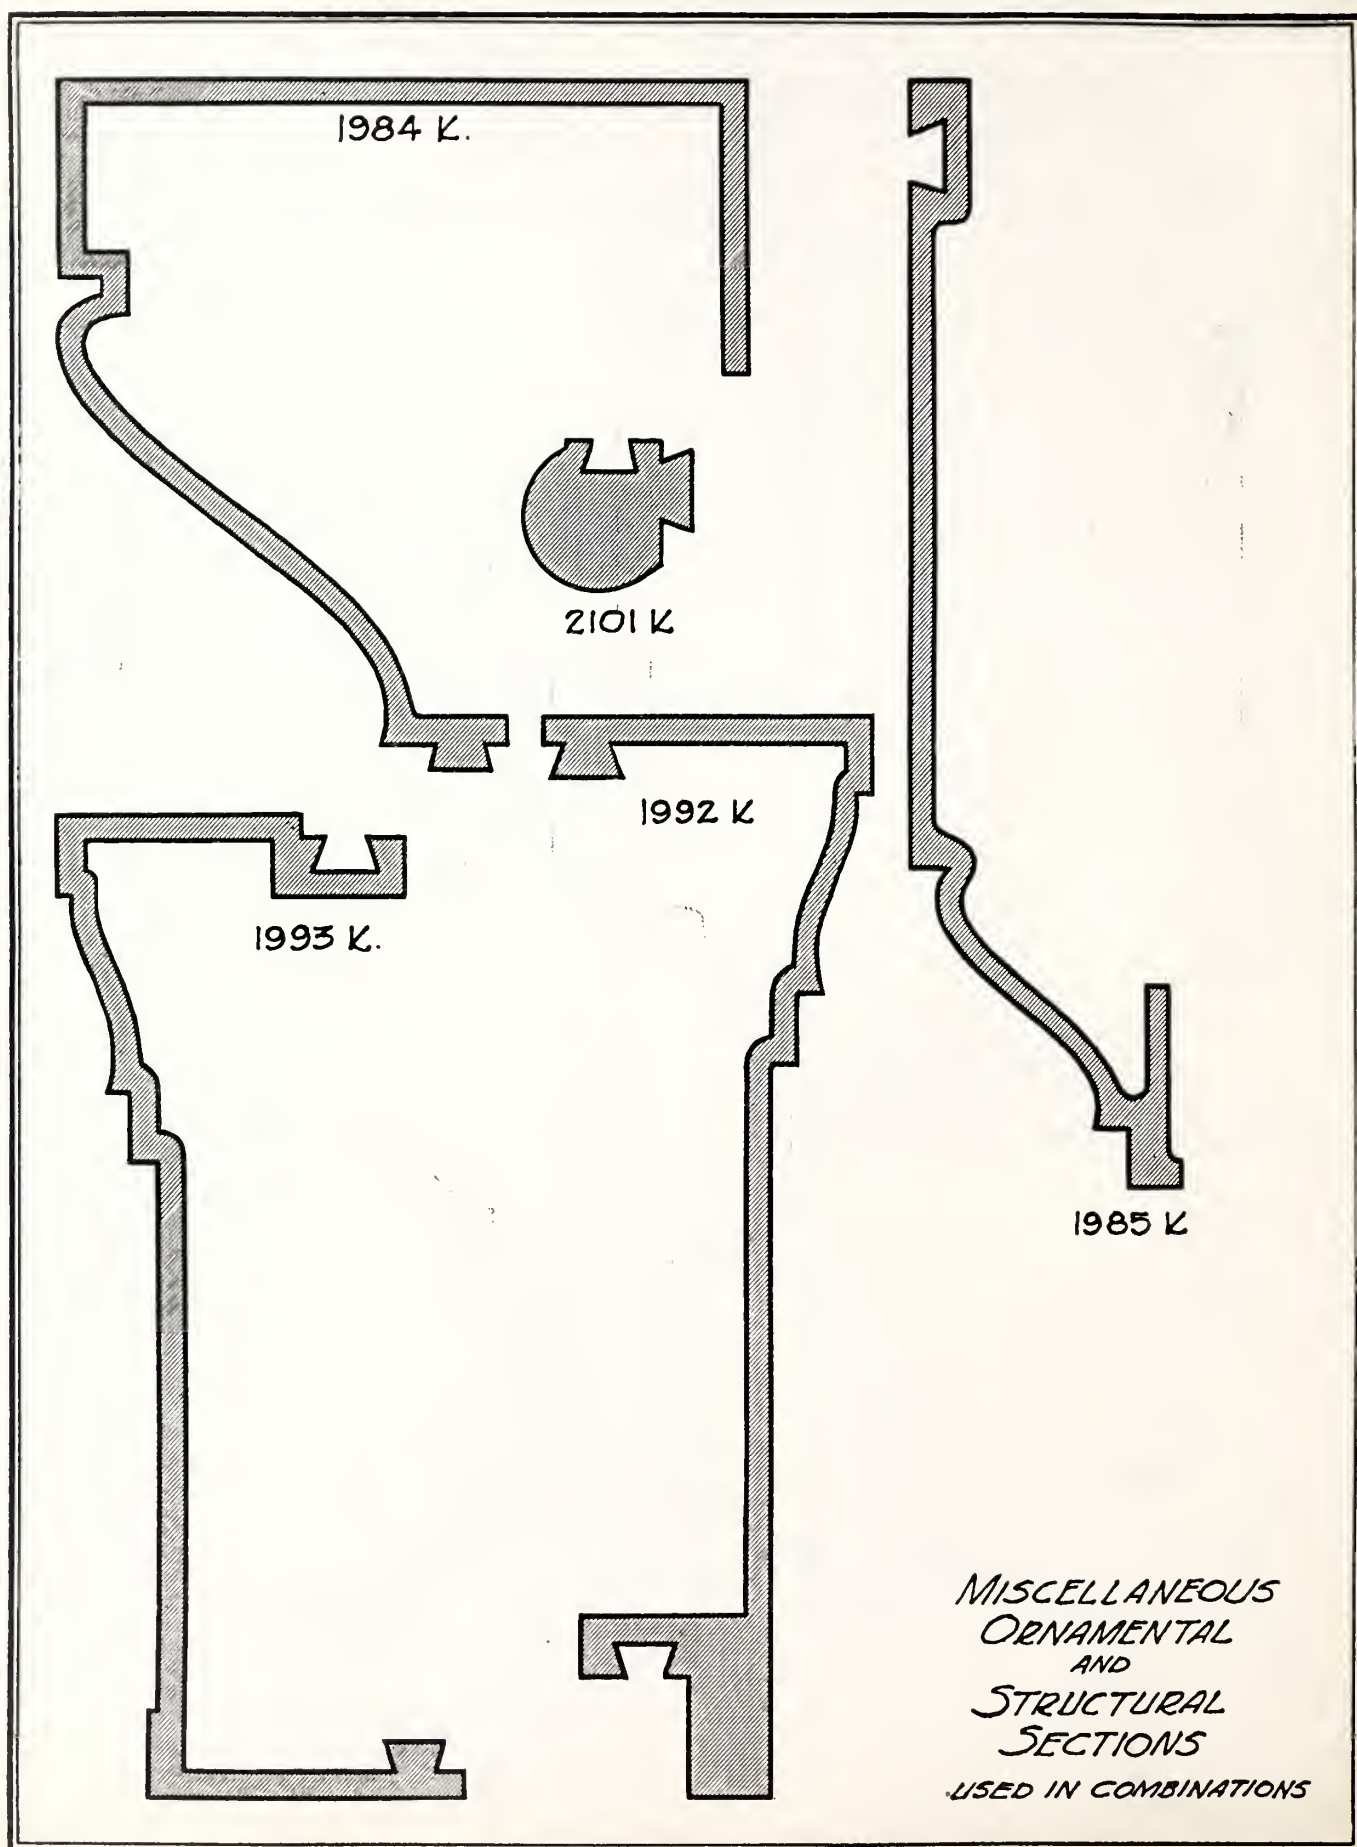 1984 K.
2101 K
1992 K
1993 K.
1985 K
MISCELLANEOUS
ORNAMENTAL
AND
STRUCTURAL
SECTIONS
USED IN COMBINATIONS